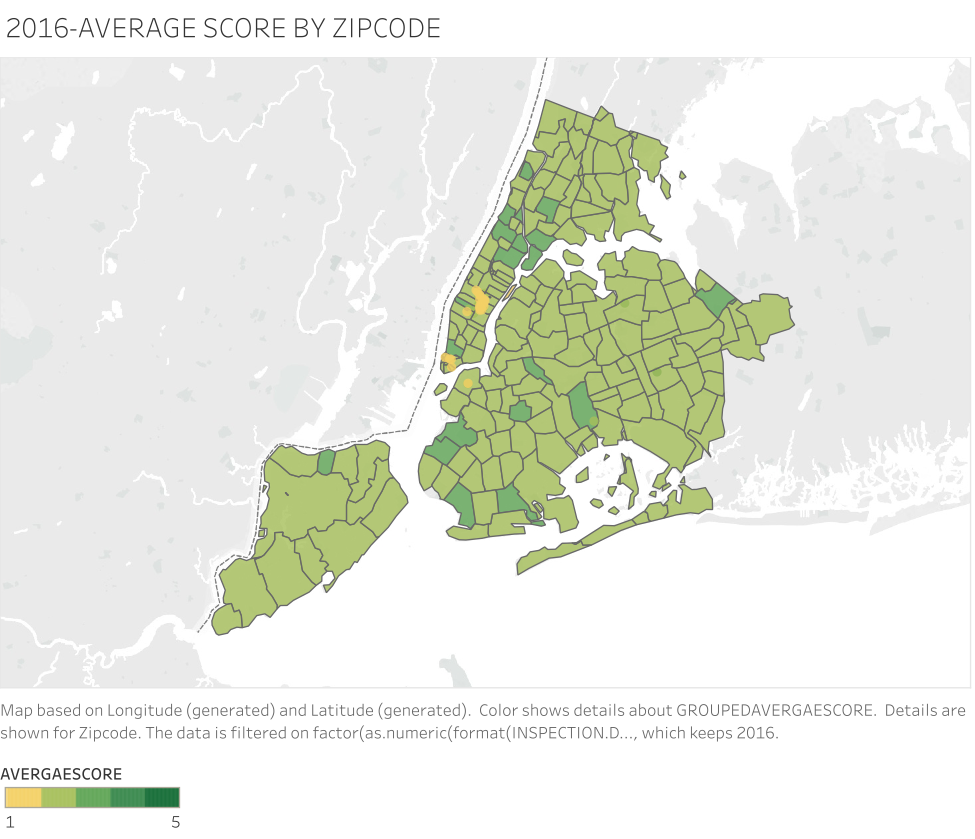 2016-AVERAGE SCORE BY ZIPCODE
Map based on Longitude (generated) and Latitude (generated).  Color shows details about GROUPEDAVERGAESCORE.  Details are
shown for Zipcode. The data is filtered on factor(as.numeric(format(INSPECTION.D..., which keeps 2016.
AVERGAESCORE
1 5